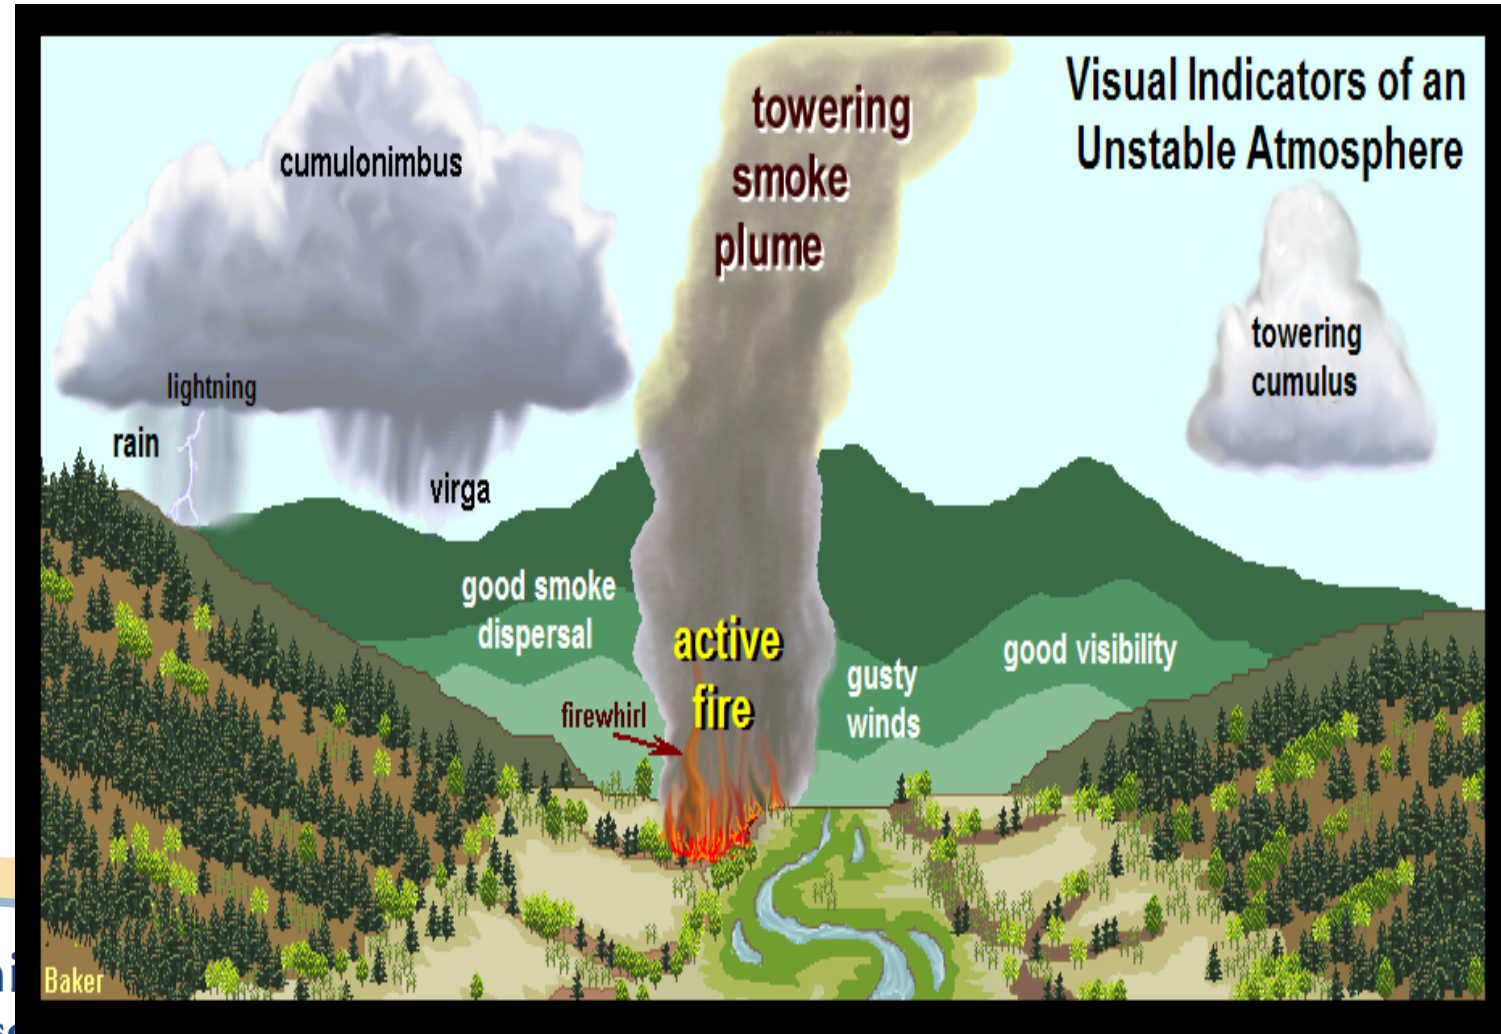 Visual Indicators of an
Unstable Atmosphere
cumulonimbus
towering
smoke
plume
towering
cumulus
lightning
rain
virga
good smoke
dispersal
active
fire
firewhirl
gusty
winds
good visibility
Baker